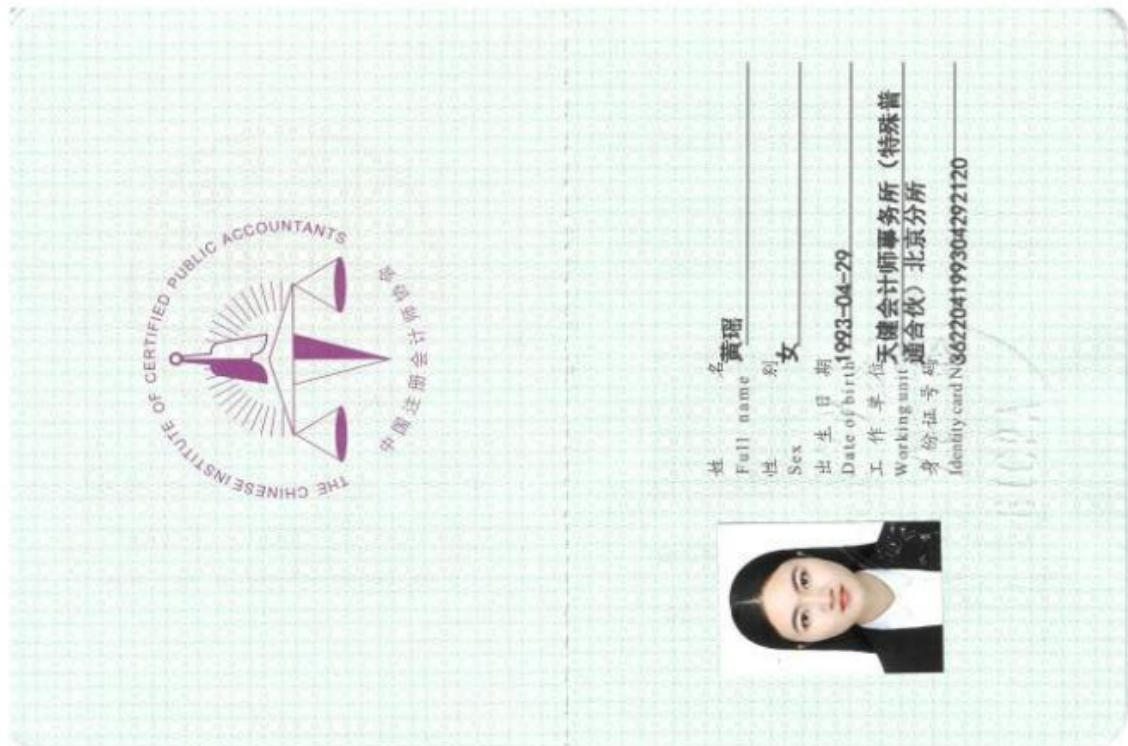 THE CHINESE INSTITUTE OF CERTIFIED PUBLIC ACCOUNTANTS
中国注册会计师协会
姓 名 黄瑶
Full name
性 别 女
Sex
出 生 日 期 1993-04-29
Date of birth
工 作 单 位 天健会计师事务所（特殊普
Working unit 通合伙）北京分所
身 份 证 号 码
Identity card N 362204199304292120